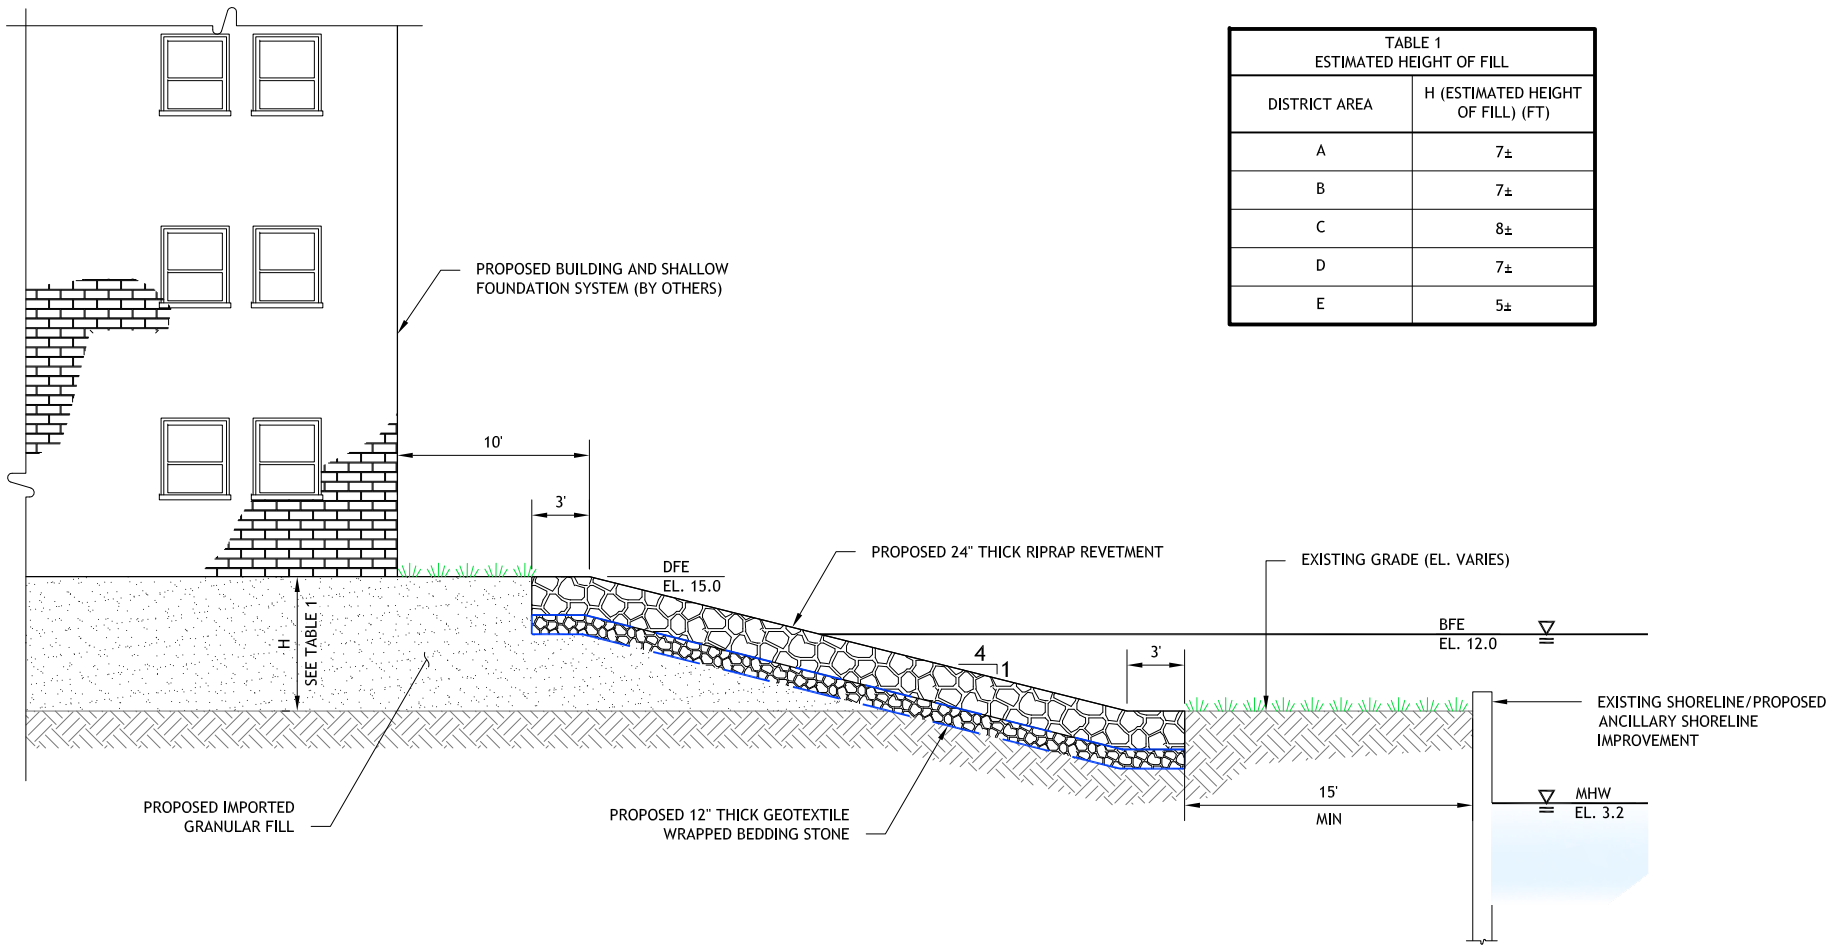 TABLE 1
ESTIMATED HEIGHT OF FILL
DISTRICT AREA
H (ESTIMATED HEIGHT
OF FILL) (FT)
A 7±
B 7±
C 8±
D 7±
E 5±
PROPOSED BUILDING AND SHALLOW
FOUNDATION SYSTEM (BY OTHERS)
10'
3'
PROPOSED 24" THICK RIPRAP REVETMENT
EXISTING GRADE (EL. VARIES)
DFE
EL. 15.0
BFE
EL. 12.0
H
SEE TABLE 1
4
1
3'
EXISTING SHORELINE/PROPOSED
ANCILLARY SHORELINE
IMPROVEMENT
PROPOSED IMPORTED
GRANULAR FILL
PROPOSED 12" THICK GEOTEXTILE
WRAPPED BEDDING STONE
15'
MIN
MHW
EL. 3.2